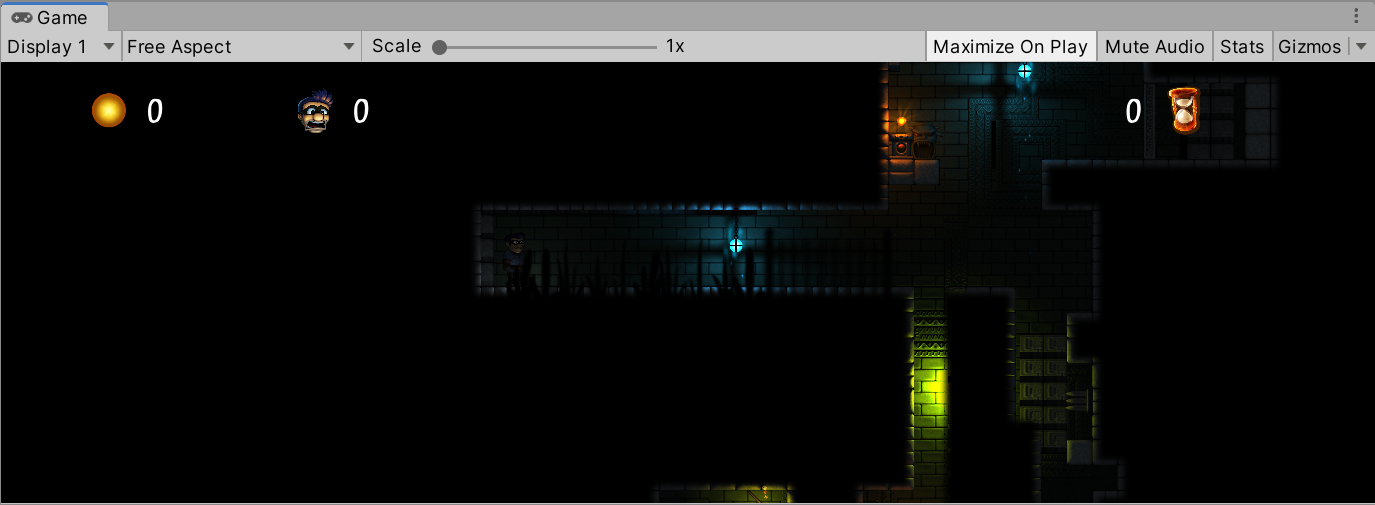 Game
Display 1 Free Aspect Scale 1x Maximize On Play Mute Audio Stats Gizmos
0 0 0